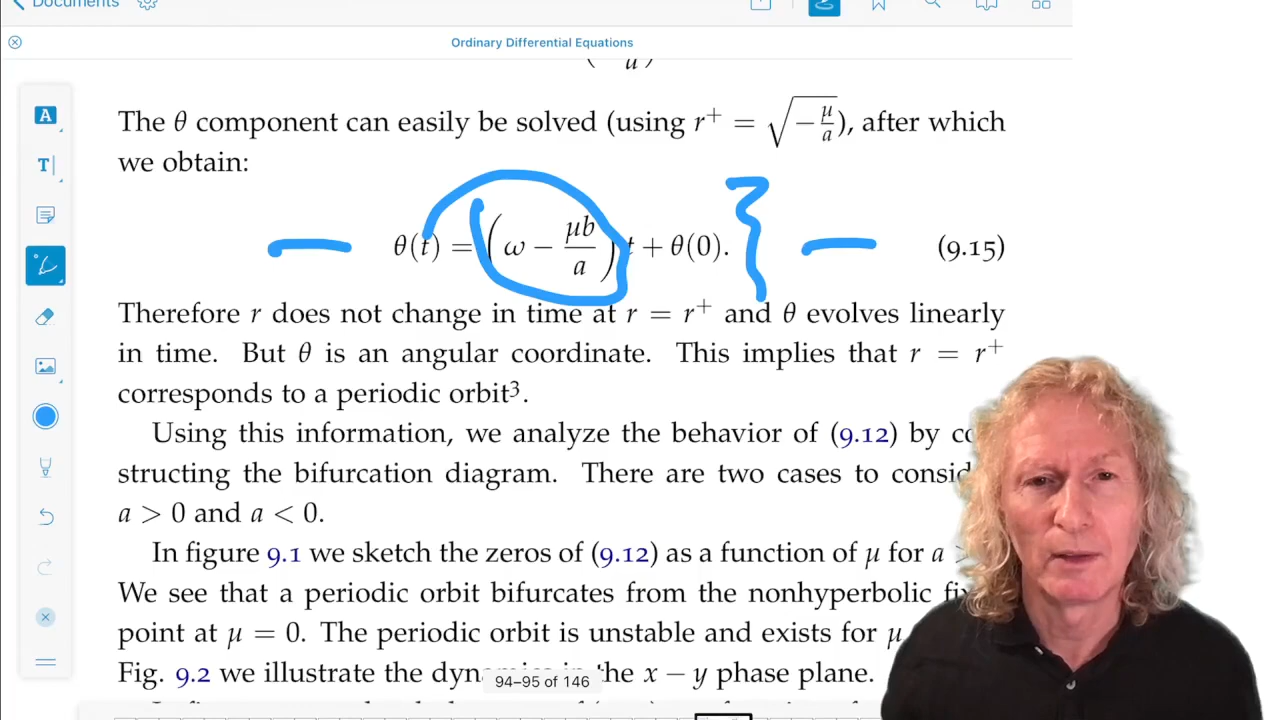 Documents
Ordinary Differential Equations
The θ component can easily be solved (using r⁺ = √(−μ/a)), after which
we obtain:
θ(t) = (ω − μb/a) t + θ(0). (9.15)
Therefore r does not change in time at r = r⁺ and θ evolves linearly
in time. But θ is an angular coordinate. This implies that r = r⁺
corresponds to a periodic orbit³.
Using this information, we analyze the behavior of (9.12) by co
structing the bifurcation diagram. There are two cases to consid
a > 0 and a < 0.
In figure 9.1 we sketch the zeros of (9.12) as a function of μ for a >
We see that a periodic orbit bifurcates from the nonhyperbolic fi
point at μ = 0. The periodic orbit is unstable and exists for μ
Fig. 9.2 we illustrate the dynamics in the x − y phase plane.
94–95 of 146